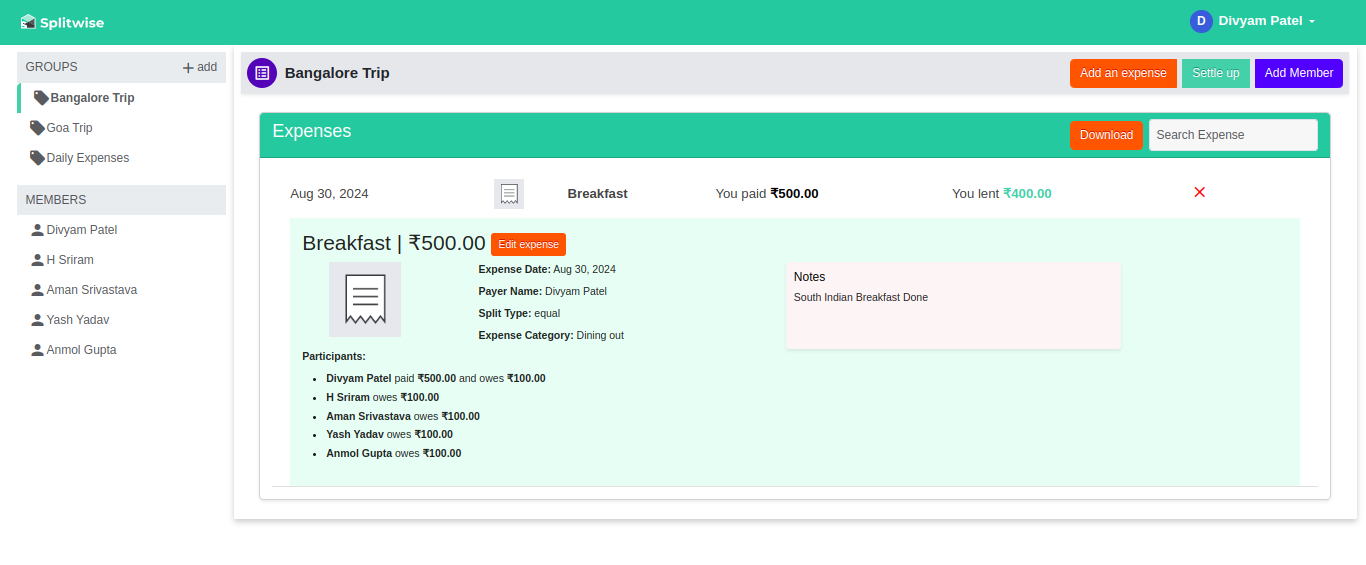 Splitwise
D Divyam Patel
GROUPS + add
Bangalore Trip
Goa Trip
Daily Expenses
MEMBERS
Divyam Patel
H Sriram
Aman Srivastava
Yash Yadav
Anmol Gupta
Bangalore Trip Add an expense Settle up Add Member
Expenses Download Search Expense
Aug 30, 2024 Breakfast You paid ₹500.00 You lent ₹400.00
Breakfast | ₹500.00 Edit expense
Expense Date: Aug 30, 2024
Payer Name: Divyam Patel
Split Type: equal
Expense Category: Dining out
Notes
South Indian Breakfast Done
Participants:
• Divyam Patel paid ₹500.00 and owes ₹100.00
• H Sriram owes ₹100.00
• Aman Srivastava owes ₹100.00
• Yash Yadav owes ₹100.00
• Anmol Gupta owes ₹100.00